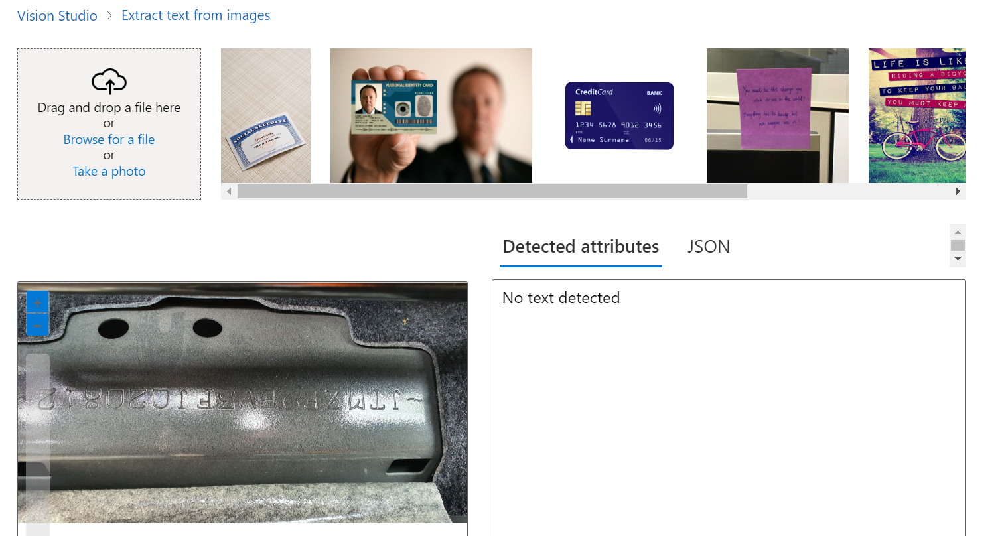 Vision Studio > Extract text from images
Drag and drop a file here
or
Browse for a file
or
Take a photo
SOCIAL SECURITY
NATIONAL IDENTITY CARD
CreditCard BANK
1234 5678 9012 3456
Name Surname 06/15
You must be the change you
wish to see in the world!
Everything has its beauty, but
not everyone sees it!
LIFE IS LIK
RIDING A BICYC
TO KEEP YOUR BAL
YOU MUST KEEP
Detected attributes JSON
No text detected